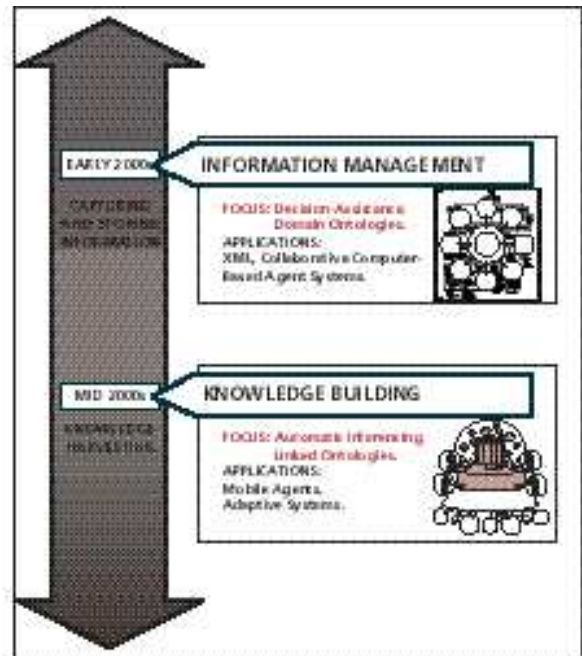 EARLY 2000s
INFORMATION MANAGEMENT
CAPTURING
AND STORING
INFORMATION
FOCUS: Decision-Assistance
Domain Ontologies.
APPLICATIONS:
XML, Collaborative Computer-
Based Agent Systems.
MID 2000s
KNOWLEDGE BUILDING
KNOWLEDGE
FOCUS: Automatic Inferencing
Linked Ontologies.
APPLICATIONS:
Mobile Agents.
Adaptive Systems.